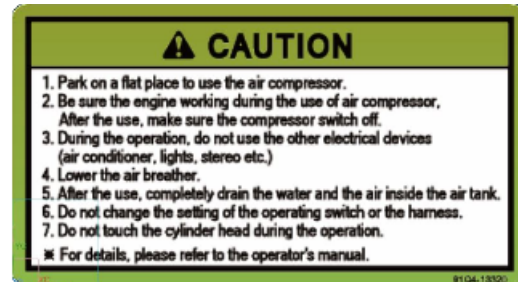 CAUTION
1. Park on a flat place to use the air compressor.
2. Be sure the engine working during the use of air compressor,
After the use, make sure the compressor switch off.
3. During the operation, do not use the other electrical devices
(air conditioner, lights, stereo etc.)
4. Lower the air breather.
5. After the use, completely drain the water and the air inside the air tank.
6. Do not change the setting of the operating switch or the harness.
7. Do not touch the cylinder head during the operation.
※ For details, please refer to the operator's manual.